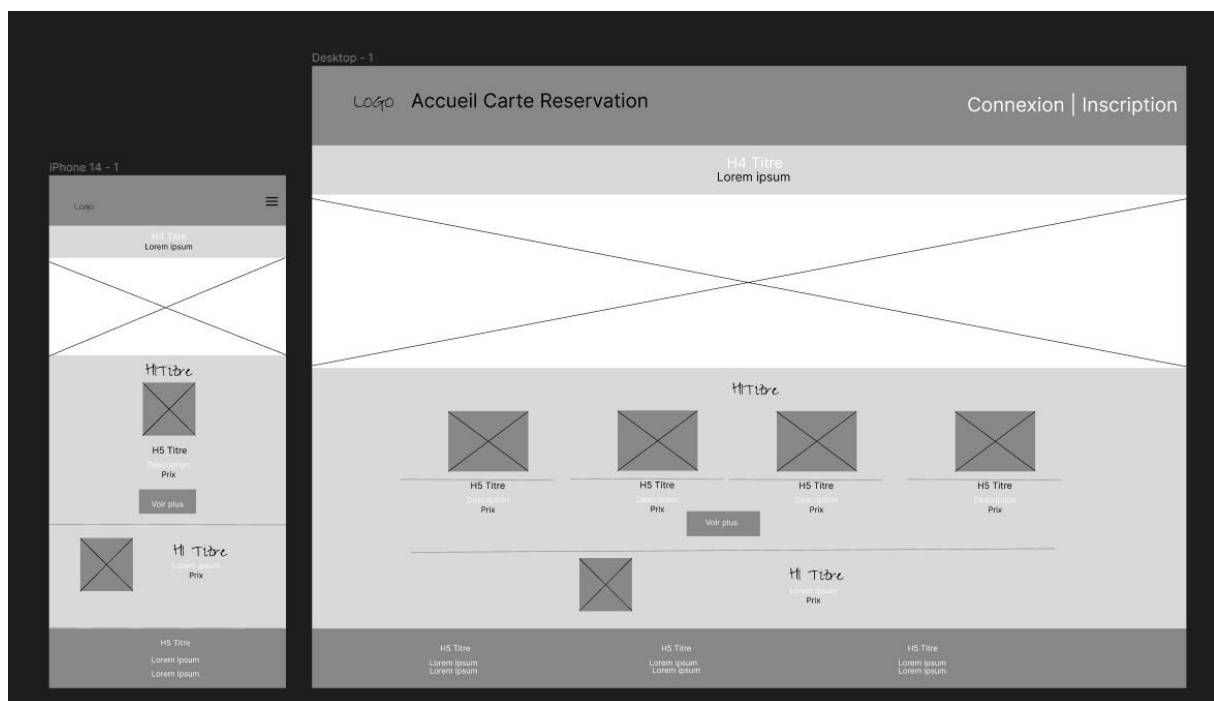 Desktop - 1
Logo Accueil Carte Reservation
Connexion | Inscription
H4 Titre
Lorem ipsum
H1Titre
H5 Titre
Description
Prix
H5 Titre
Description
Prix
H5 Titre
Description
Prix
H5 Titre
Description
Prix
Voir plus
H1 Titre
Lorem ipsum
Prix
H5 Titre
Lorem ipsum
Lorem ipsum
H5 Titre
Lorem ipsum
Lorem ipsum
H5 Titre
Lorem ipsum
Lorem ipsum
iPhone 14 - 1
Logo
H4 Titre
Lorem ipsum
H1Titre
H5 Titre
Description
Prix
Voir plus
H1 Titre
Lorem ipsum
Prix
H5 Titre
Lorem ipsum
Lorem ipsum